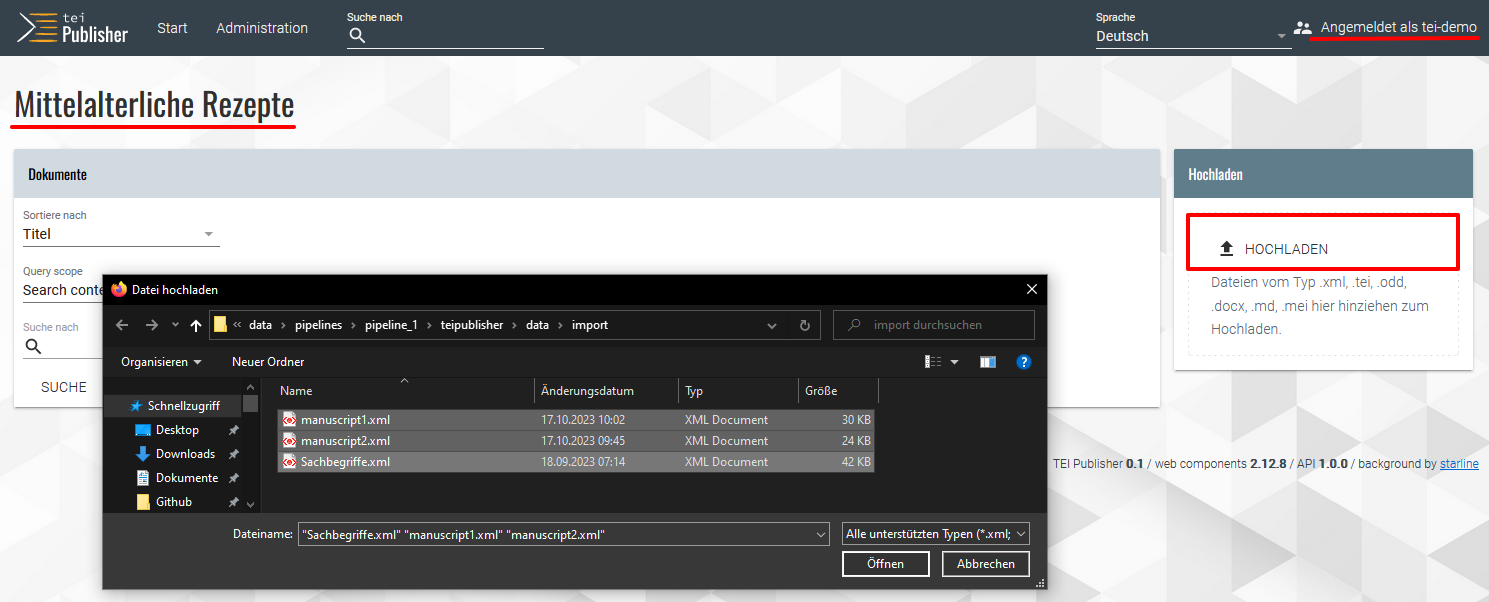 tei
Publisher
Start
Administration
Suche nach
Sprache
Deutsch
Angemeldet als tei-demo
Mittelalterliche Rezepte
Dokumente
Sortiere nach
Titel
Query scope
Search conte
Suche nach
SUCHE
Hochladen
HOCHLADEN
Dateien vom Typ .xml, .tei, .odd,
.docx, .md, .mei hier hinziehen zum
Hochladen.
Datei hochladen
« data › pipelines › pipeline_1 › teipublisher › data › import
import durchsuchen
Organisieren
Neuer Ordner
?
Name Änderungsdatum Typ Größe
Schnellzugriff
Desktop
Downloads
Dokumente
Github
manuscript1.xml 17.10.2023 10:02 XML Document 30 KB
manuscript2.xml 17.10.2023 09:45 XML Document 24 KB
Sachbegriffe.xml 18.09.2023 07:14 XML Document 42 KB
Dateiname: "Sachbegriffe.xml" "manuscript1.xml" "manuscript2.xml"
Alle unterstützten Typen (*.xml;
Öffnen
Abbrechen
TEI Publisher 0.1 / web components 2.12.8 / API 1.0.0 / background by starline